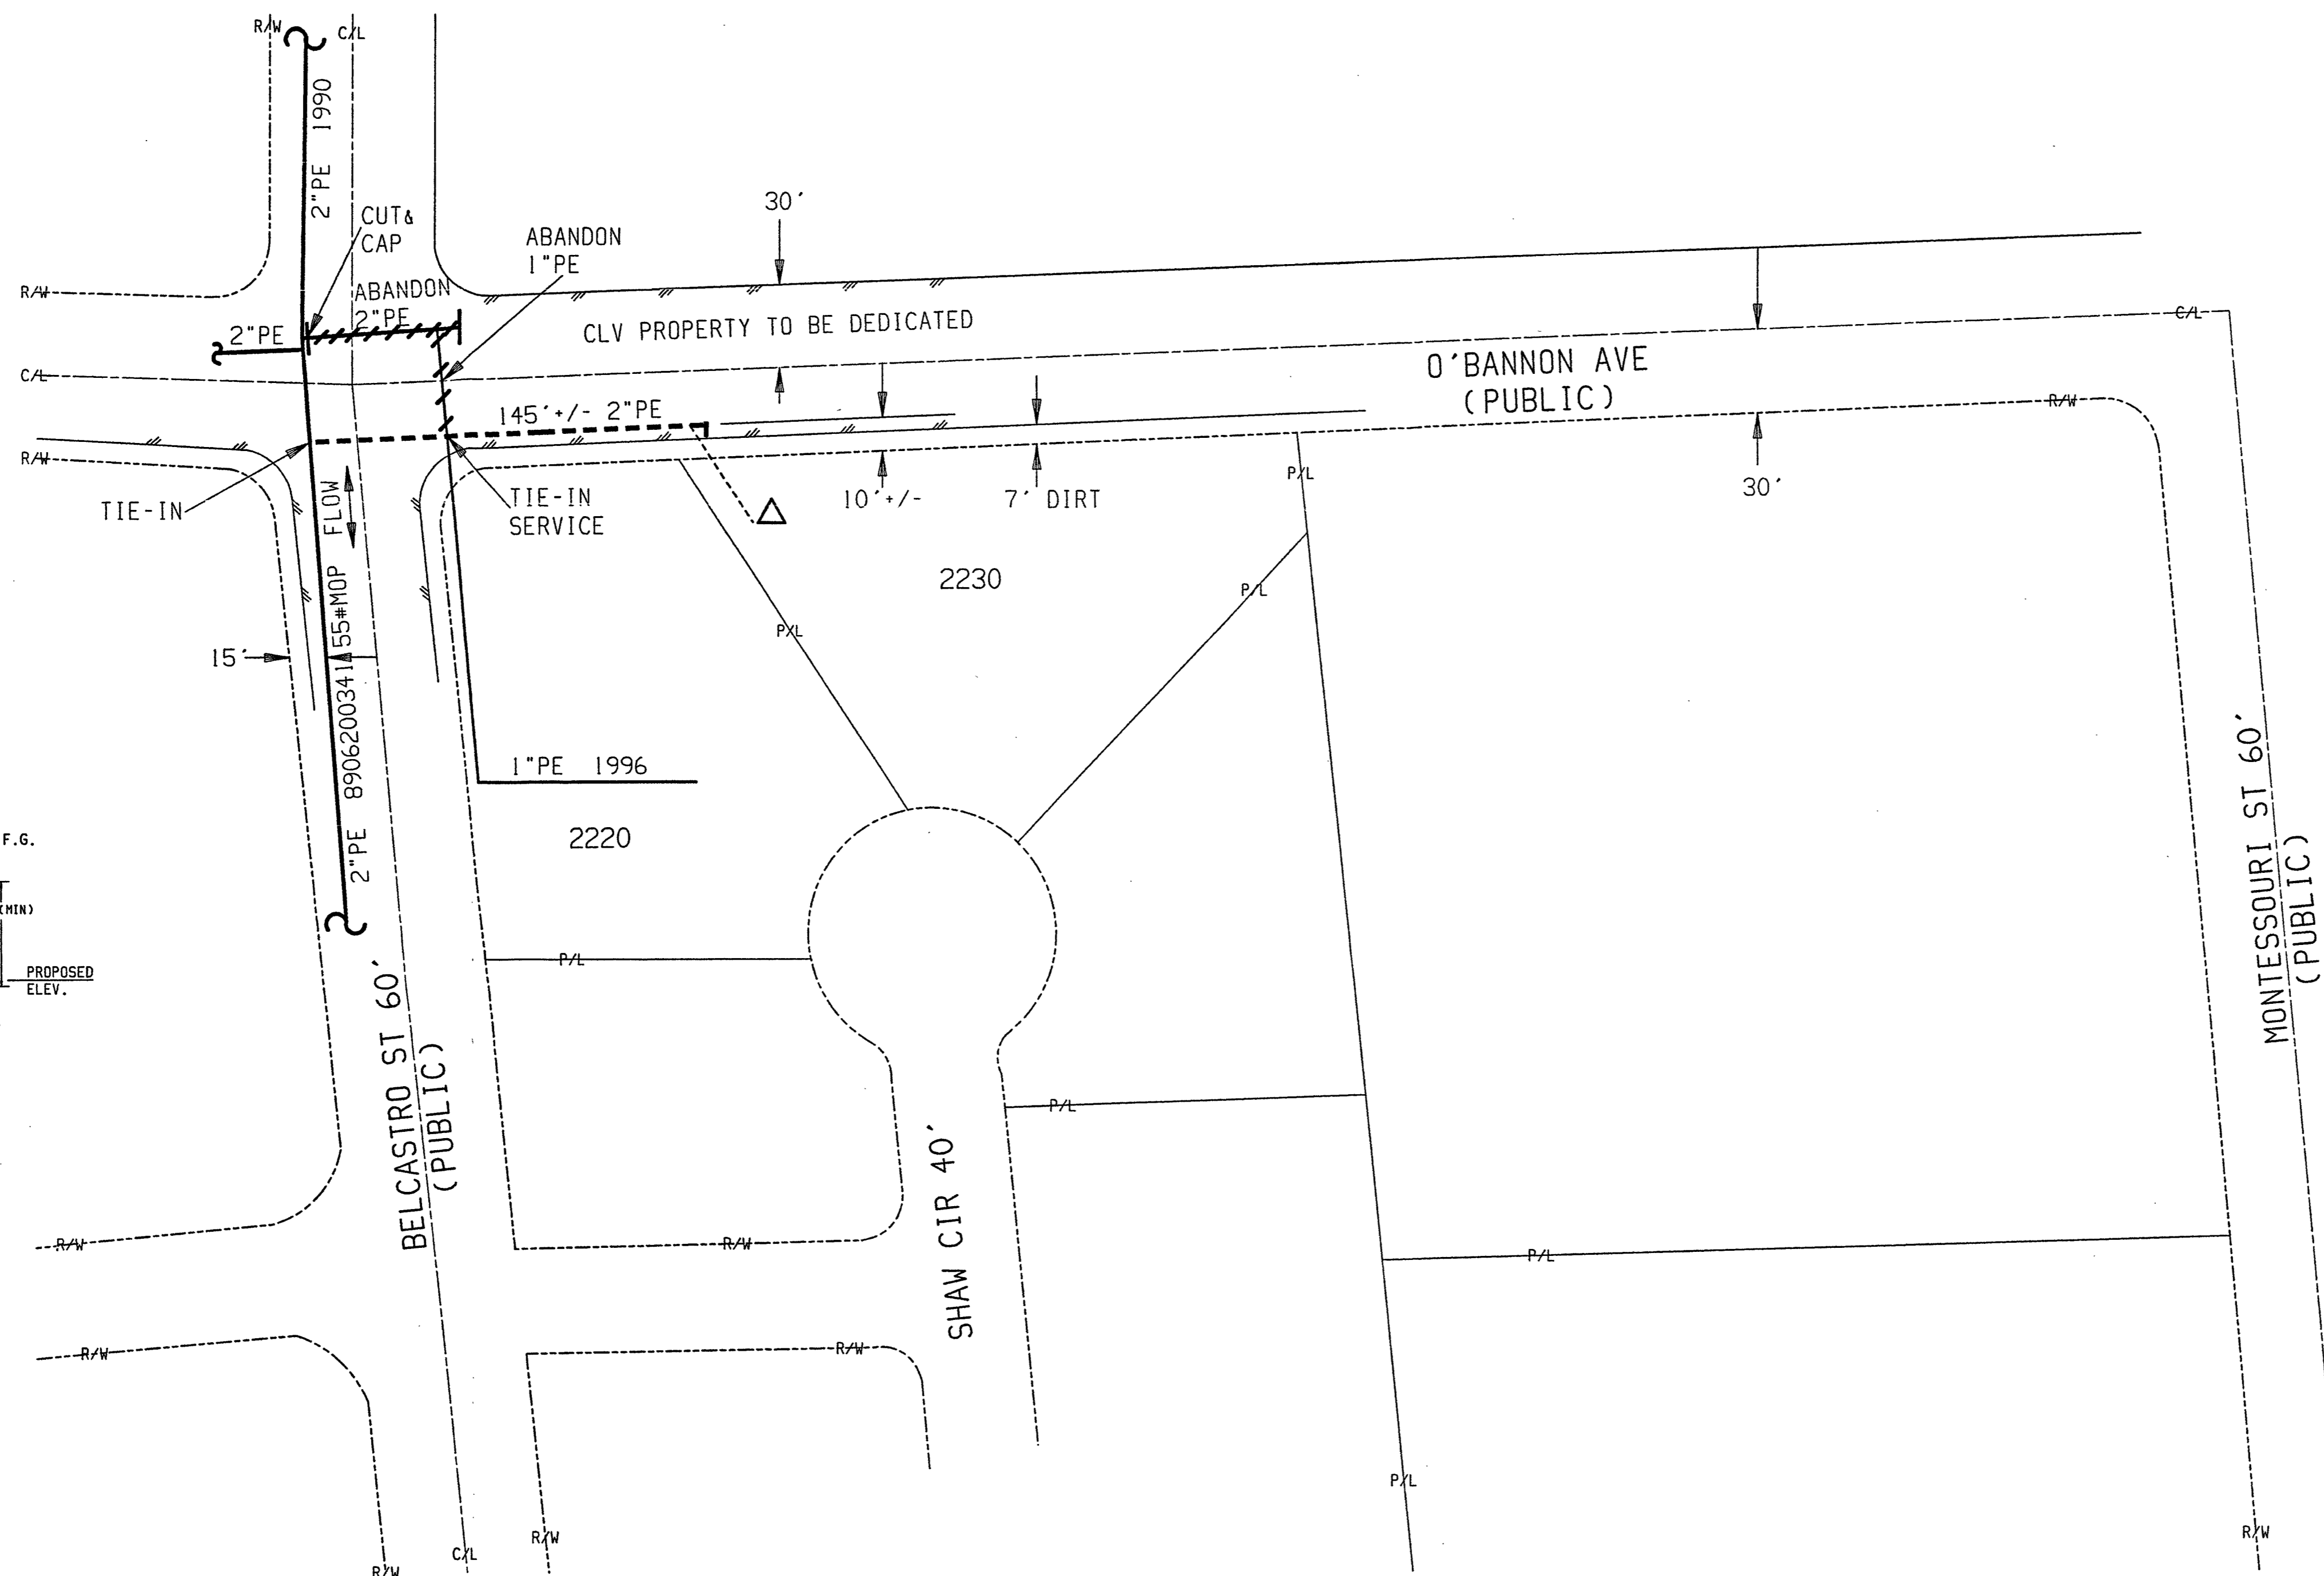 R/W
C/L
2"PE 1990
CUT&
CAP
30'
ABANDON
1"PE
ABANDON
2"PE
R/W
2"PE
CLV PROPERTY TO BE DEDICATED
C/L
C/L
O'BANNON AVE
(PUBLIC)
145'+/- 2"PE
R/W
R/W
TIE-IN
FLOW
TIE-IN
SERVICE
10'+/-
7' DIRT
P/L
30'
2230
P/L
P/L
15'
2"PE 8906200341 55#MOP
1"PE 1996
2220
F.G.
(MIN)
PROPOSED
ELEV.
P/L
BELCASTRO ST 60'
(PUBLIC)
MONTESSOURI ST 60'
(PUBLIC)
P/L
SHAW CIR 40'
R/W
R/W
P/L
R/W
R/W
P/L
R/W
R/W
C/L
R/W